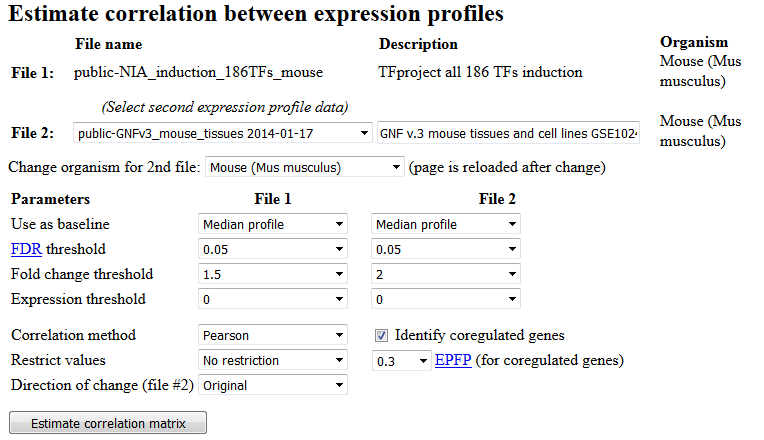 Estimate correlation between expression profiles
File name Description Organism
File 1: public-NIA_induction_186TFs_mouse TFproject all 186 TFs induction Mouse (Mus
musculus)
(Select second expression profile data)
File 2: public-GNFv3_mouse_tissues 2014-01-17 GNF v.3 mouse tissues and cell lines GSE1024 Mouse (Mus
musculus)
Change organism for 2nd file: Mouse (Mus musculus) (page is reloaded after change)
Parameters File 1 File 2
Use as baseline Median profile Median profile
FDR threshold 0.05 0.05
Fold change threshold 1.5 2
Expression threshold 0 0
Correlation method Pearson Identify coregulated genes
Restrict values No restriction 0.3 EPFP (for coregulated genes)
Direction of change (file #2) Original
Estimate correlation matrix